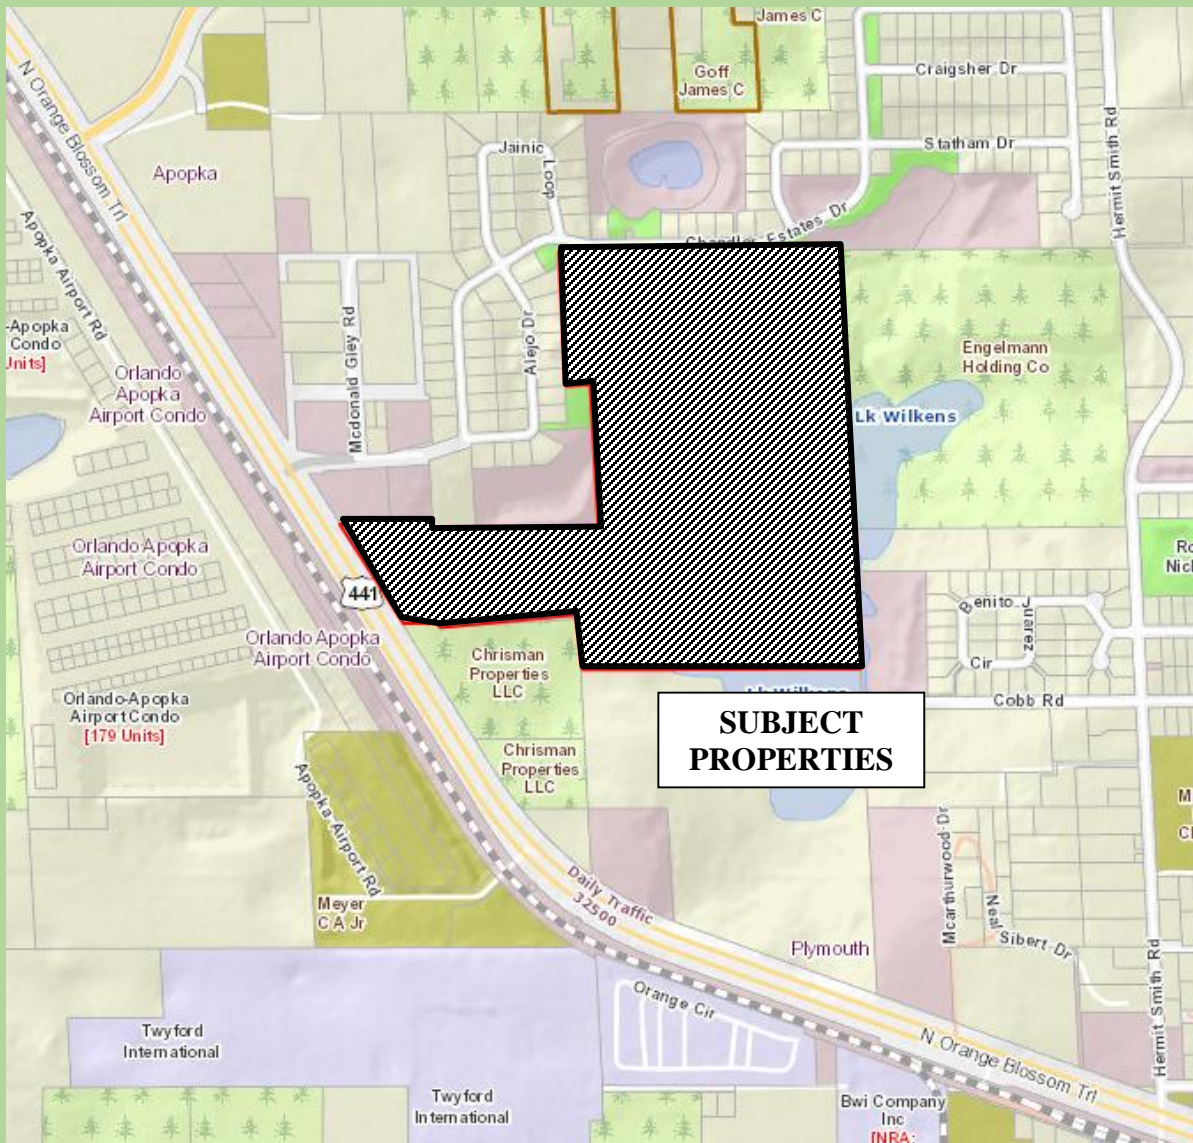 James C
Goff
James C
Craigsher Dr
Statham Dr
Hermit Smith Rd
N Orange Blossom Trl
Jainic
Loop
Apopka
Estates Dr
Apopka Airport Rd
-Apopka
Condo
Units]
Mcdonald Gley Rd
Alejo Dr
Engelmann
Holding Co
Orlando
Apopka
Airport Condo
Lk Wilkens
Orlando Apopka
Airport Condo
441
Benito Juarez
Cir
Orlando Apopka
Airport Condo
Chrisman
Properties
LLC
Orlando-Apopka
Airport Condo
[179 Units]
Cobb Rd
SUBJECT
PROPERTIES
Chrisman
Properties
LLC
Apopka-Airport Rd
Mcarthurwood Dr
Meyer
C A Jr
Daily Traffic
32500
Neal
Sibert Dr
Plymouth
Hermit Smith Rd
Orange Cir
Twyford
International
N Orange Blossom Trl
Twyford
International
Bwi Company
Inc
[NRA: